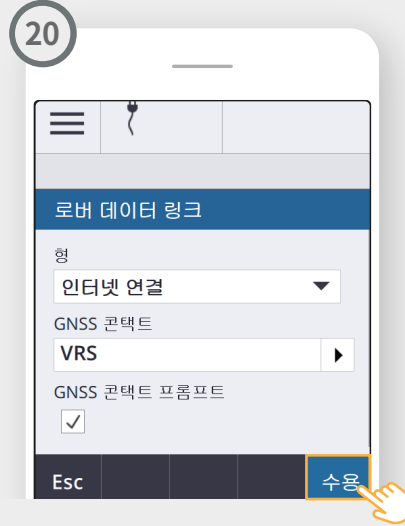 20
로버 데이터 링크
형
인터넷 연결
GNSS 콘택트
VRS
GNSS 콘택트 프롬프트
Esc
수용